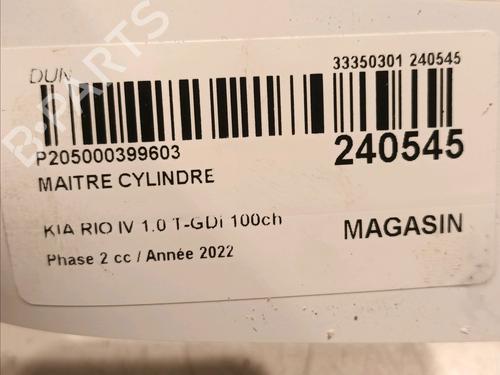 DUN
33350301 240545
P205000399603
240545
MAITRE CYLINDRE
KIA RIO IV 1.0 T-GDi 100ch
MAGASIN
Phase 2 cc / Année 2022
B-PARTS